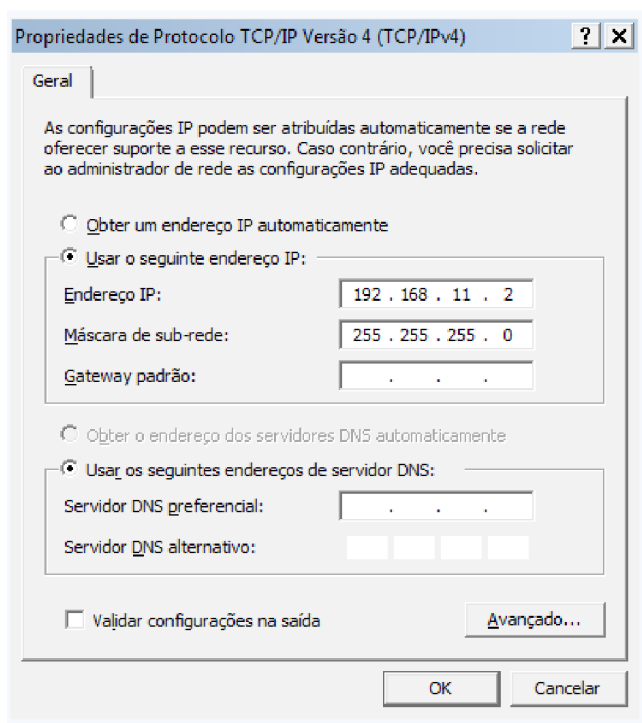 Propriedades de Protocolo TCP/IP Versão 4 (TCP/IPv4)
Geral
As configurações IP podem ser atribuídas automaticamente se a rede
oferecer suporte a esse recurso. Caso contrário, você precisa solicitar
ao administrador de rede as configurações IP adequadas.
Obter um endereço IP automaticamente
Usar o seguinte endereço IP:
Endereço IP: 192 . 168 . 11 . 2
Máscara de sub-rede: 255 . 255 . 255 . 0
Gateway padrão: . . .
Obter o endereço dos servidores DNS automaticamente
Usar os seguintes endereços de servidor DNS:
Servidor DNS preferencial: . . .
Servidor DNS alternativo:
Validar configurações na saída
Avançado...
OK Cancelar